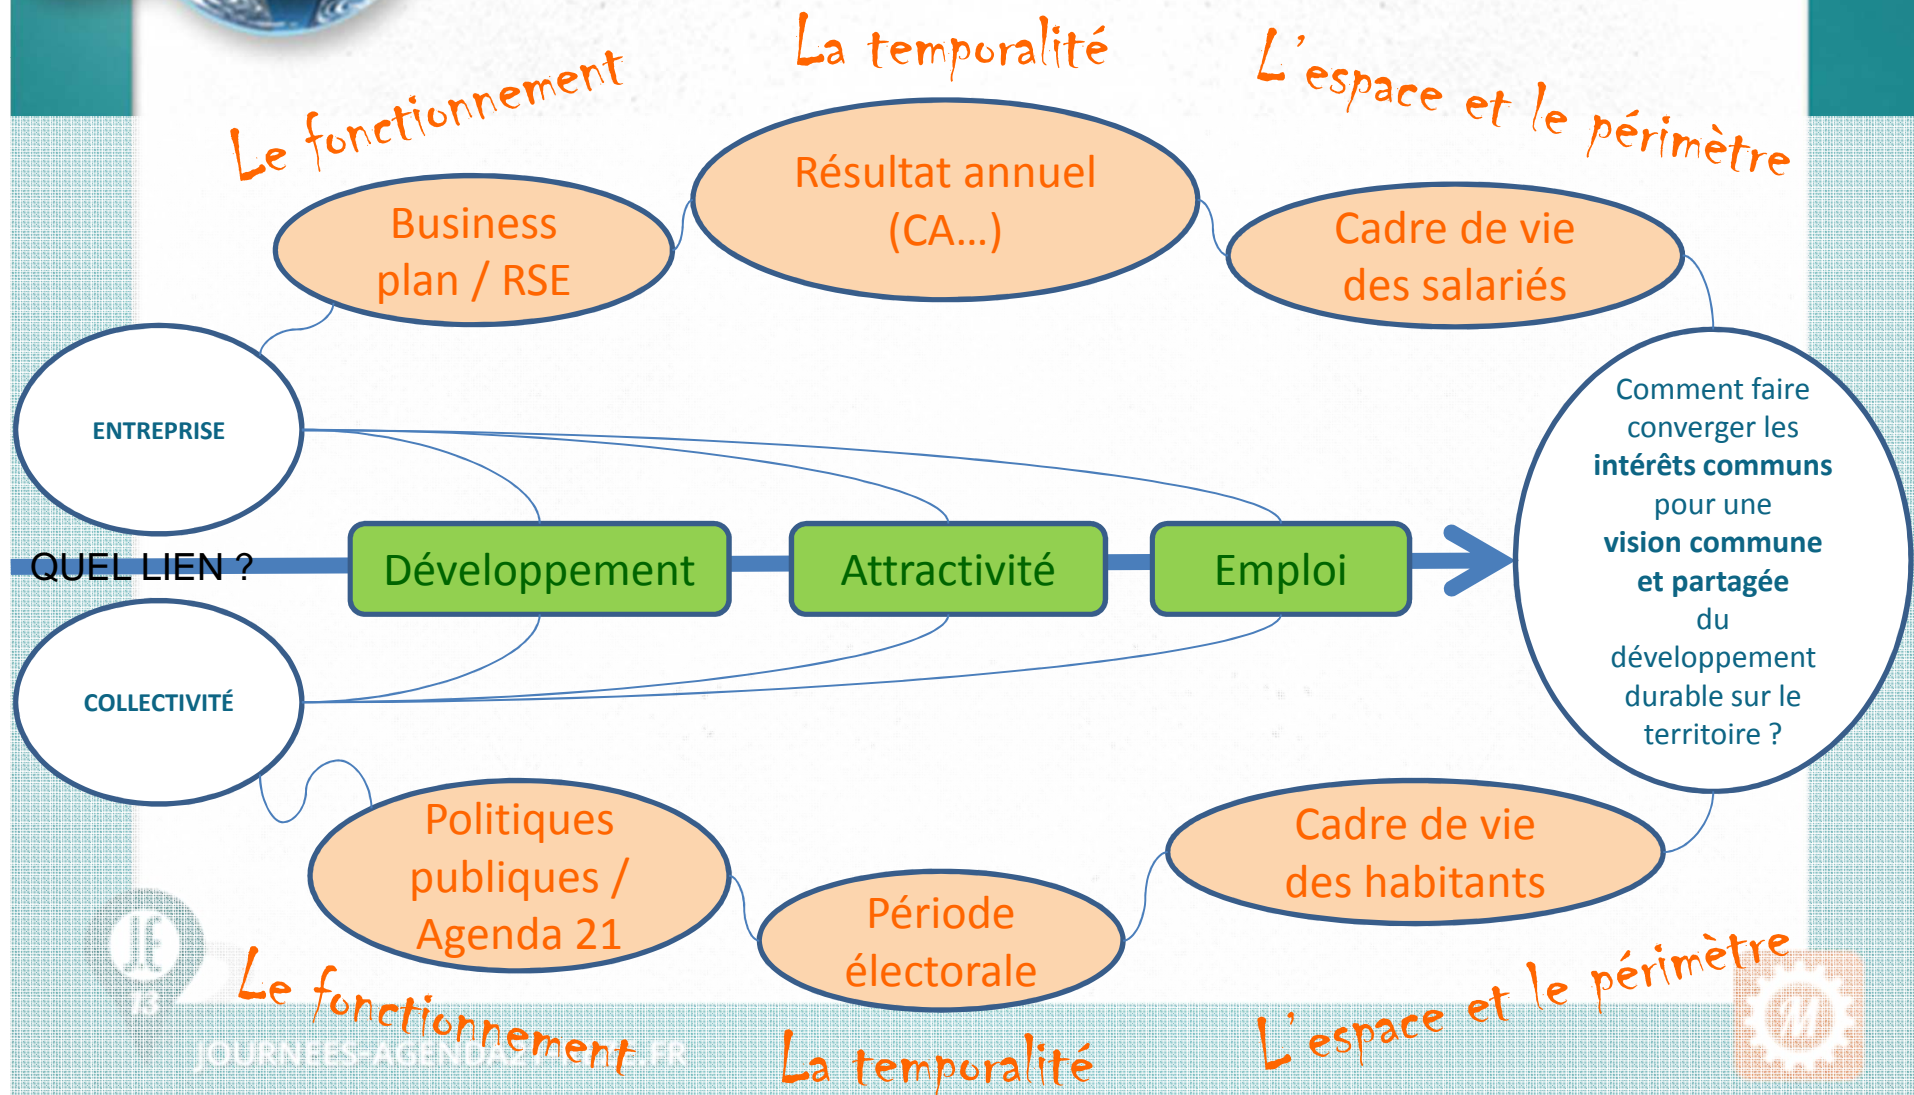 Le fonctionnement
La temporalité
L'espace et le périmètre
Business
plan / RSE
Résultat annuel
(CA...)
Cadre de vie
des salariés
ENTREPRISE
QUEL LIEN ?
COLLECTIVITÉ
Développement
Attractivité
Emploi
Comment faire
converger les
intérêts communs
pour une
vision commune
et partagée
du
développement
durable sur le
territoire ?
Politiques
publiques /
Agenda 21
Période
électorale
Cadre de vie
des habitants
Le fonctionnement
La temporalité
L'espace et le périmètre
13
M